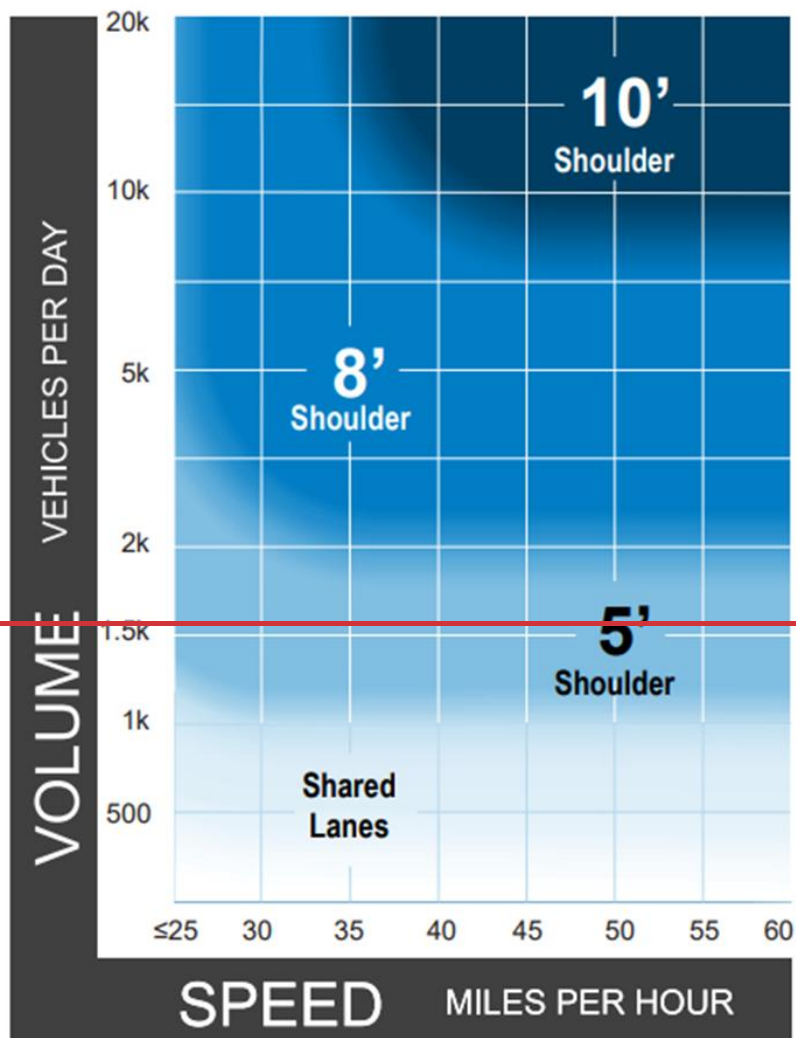 20k
10’
Shoulder
10k
VEHICLES PER DAY
5k
8’
Shoulder
2k
1.5k
5’
Shoulder
VOLUME
1k
Shared
Lanes
500
≤25 30 35 40 45 50 55 60
SPEED MILES PER HOUR